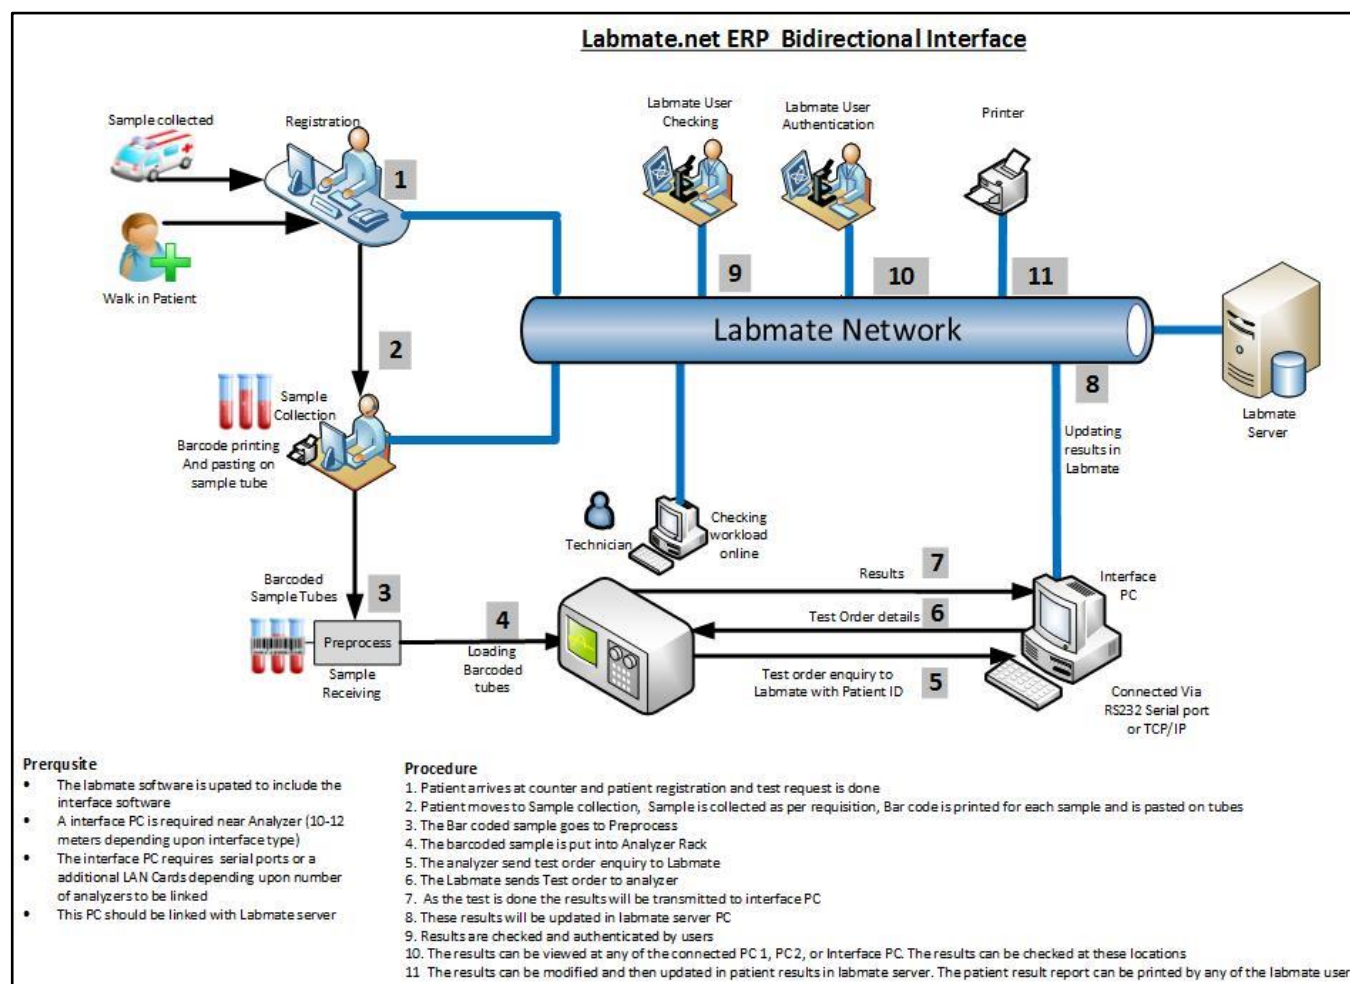 Labmate.net ERP Bidirectional Interface
Sample collected
Registration
Labmate User
Checking
Labmate User
Authentication
Printer
1
Walk in Patient
9
10
11
Labmate Network
2
8
Sample
Collection
Barcode printing
And pasting on
sample tube
Updating
results in
Labmate
Labmate
Server
Technician
Checking
workload
online
Barcoded
Sample Tubes
3
4
Results
7
Interface
PC
Test Order details
6
Preprocess
Loading
Barcoded
tubes
Sample
Receiving
Test order enquiry to
Labmate with Patient ID
5
Connected Via
RS232 Serial port
or TCP/IP
Prerqusite
• The labmate software is upated to include the
interface software
• A interface PC is required near Analyzer (10-12
meters depending upon interface type)
• The interface PC requires serial ports or a
additional LAN Cards depending upon number
of analyzers to be linked
• This PC should be linked with Labmate server
Procedure
1. Patient arrives at counter and patient registration and test request is done
2. Patient moves to Sample collection, Sample is collected as per requisition, Bar code is printed for each sample and is pasted on tubes
3. The Bar coded sample goes to Preprocess
4. The barcoded sample is put into Analyzer Rack
5. The analyzer send test order enquiry to Labmate
6. The Labmate sends Test order to analyzer
7. As the test is done the results will be transmitted to interface PC
8. These results will be updated in labmate server PC
9. Results are checked and authenticated by users
10. The results can be viewed at any of the connected PC 1, PC 2, or Interface PC. The results can be checked at these locations
11 The results can be modified and then updated in patient results in labmate server. The patient result report can be printed by any of the labmate user